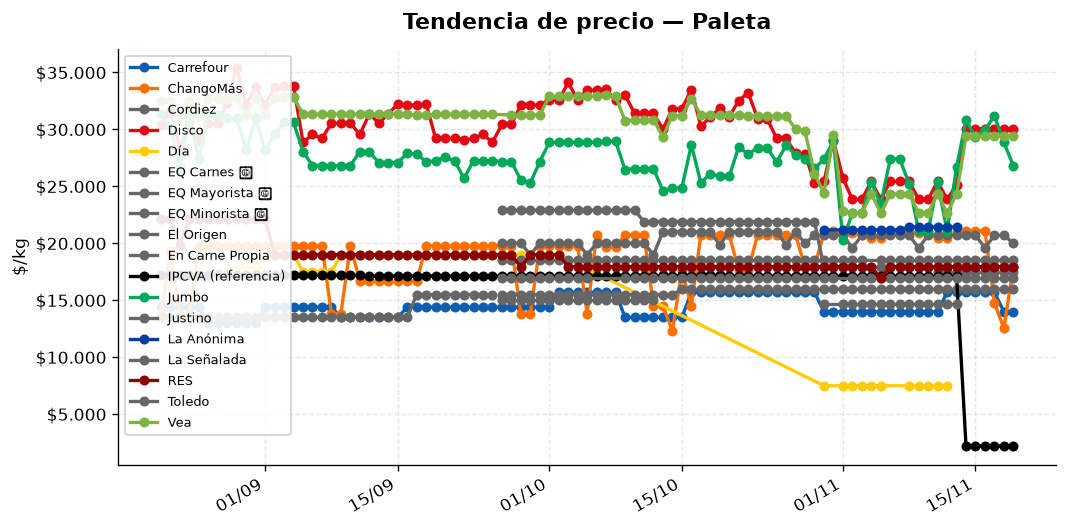 Tendencia de precio — Paleta
$/kg
$35.000
$30.000
$25.000
$20.000
$15.000
$10.000
$5.000
Carrefour
ChangoMás
Cordiez
Disco
Día
EQ Carnes
EQ Mayorista
EQ Minorista
El Origen
En Carne Propia
IPCVA (referencia)
Jumbo
Justino
La Anónima
La Señalada
RES
Toledo
Vea
01/09
15/09
01/10
15/10
01/11
15/11